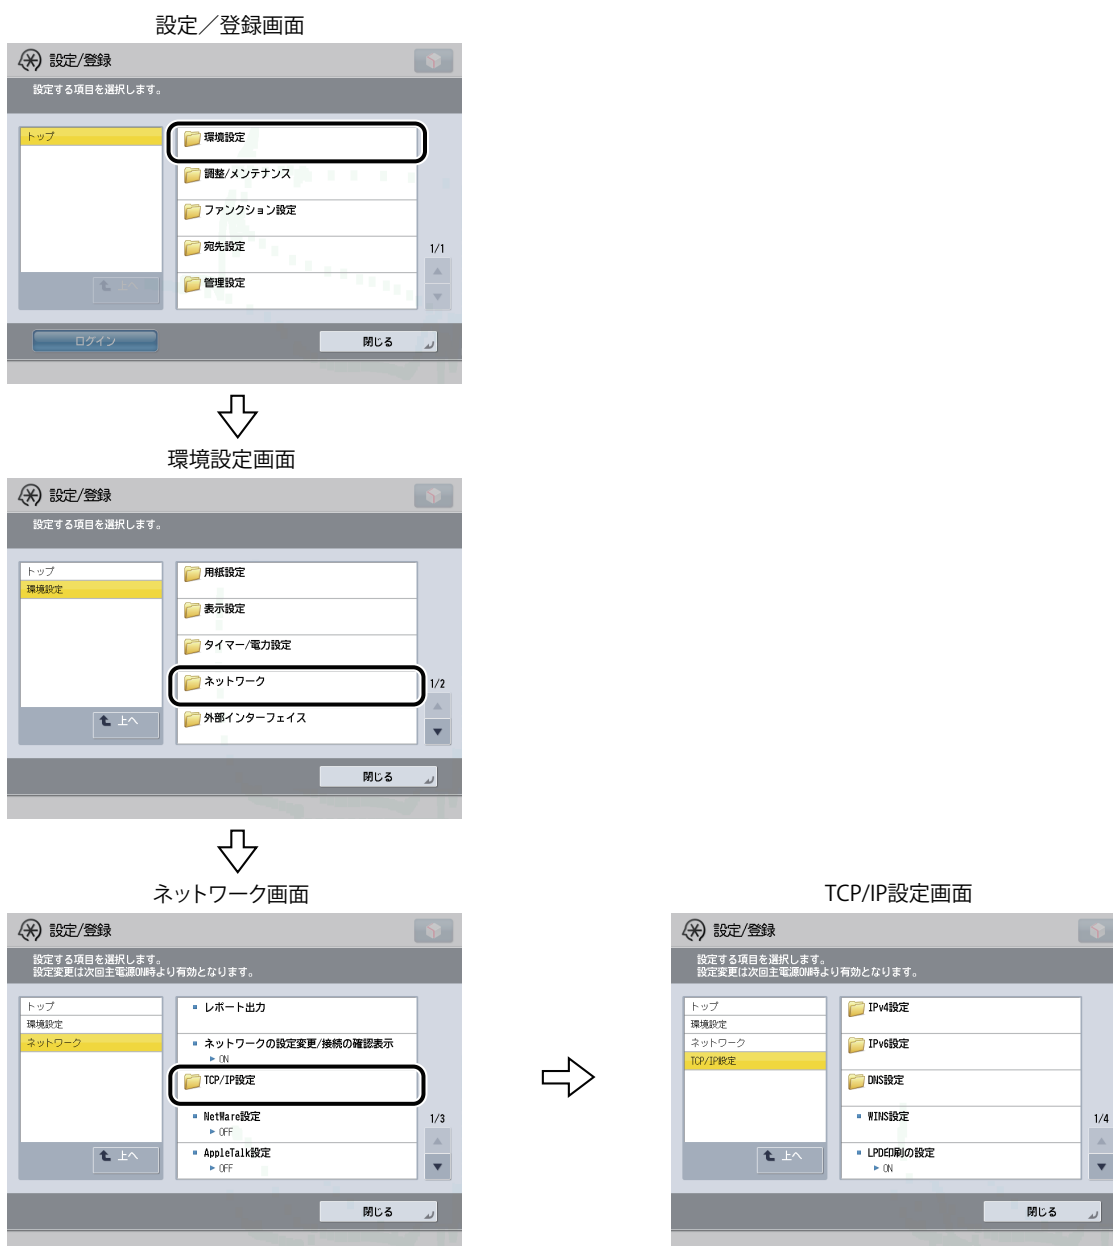 設定／登録画面
設定/登録
設定する項目を選択します。
トップ
環境設定
調整/メンテナンス
ファンクション設定
宛先設定
管理設定
1/1
上へ
ログイン
閉じる
環境設定画面
設定/登録
設定する項目を選択します。
トップ
環境設定
用紙設定
表示設定
タイマー/電力設定
ネットワーク
外部インターフェイス
1/2
上へ
閉じる
ネットワーク画面
設定/登録
設定する項目を選択します。
設定変更は次回主電源ON時より有効となります。
トップ
環境設定
ネットワーク
レポート出力
ネットワークの設定変更/接続の確認表示
ON
TCP/IP設定
NetWare設定
OFF
AppleTalk設定
OFF
1/3
上へ
閉じる
TCP/IP設定画面
設定/登録
設定する項目を選択します。
設定変更は次回主電源ON時より有効となります。
トップ
環境設定
ネットワーク
TCP/IP設定
IPv4設定
IPv6設定
DNS設定
WINS設定
LPD印刷の設定
ON
1/4
上へ
閉じる